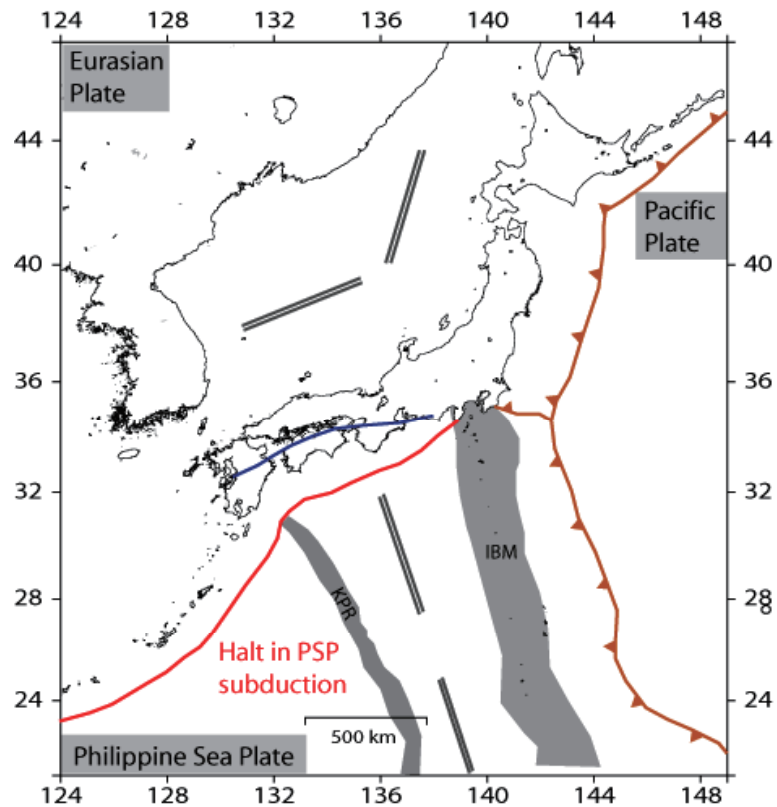 124 128 132 136 140 144 148
Eurasian
Plate
44 44
Pacific
Plate
40 40
36 36
32 32
IBM
28 28
KPR
Halt in PSP
subduction
24 24
500 km
Philippine Sea Plate
124 128 132 136 140 144 148